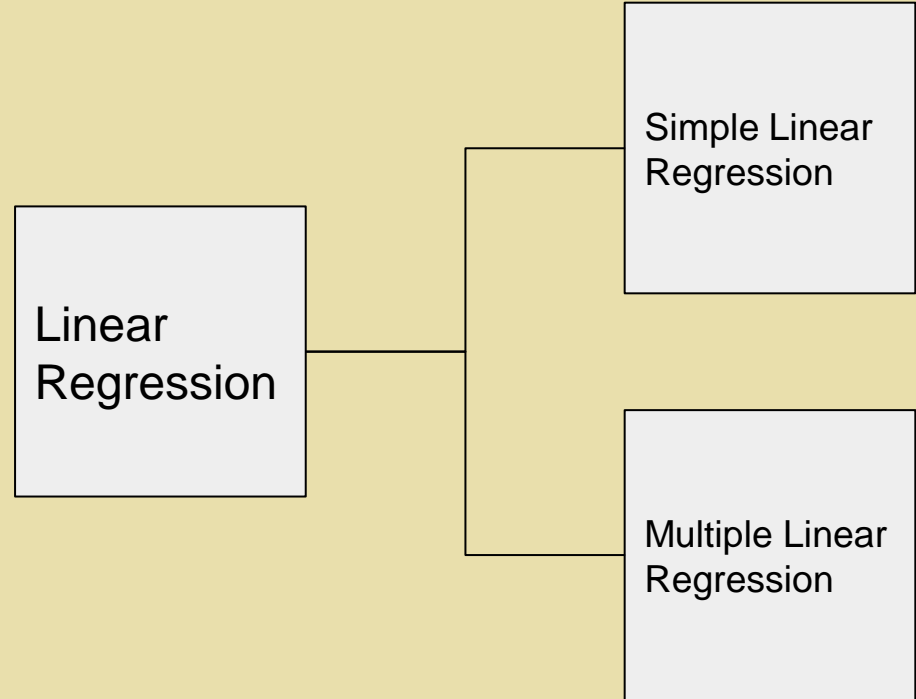 Linear
Regression
Simple Linear
Regression
Multiple Linear
Regression